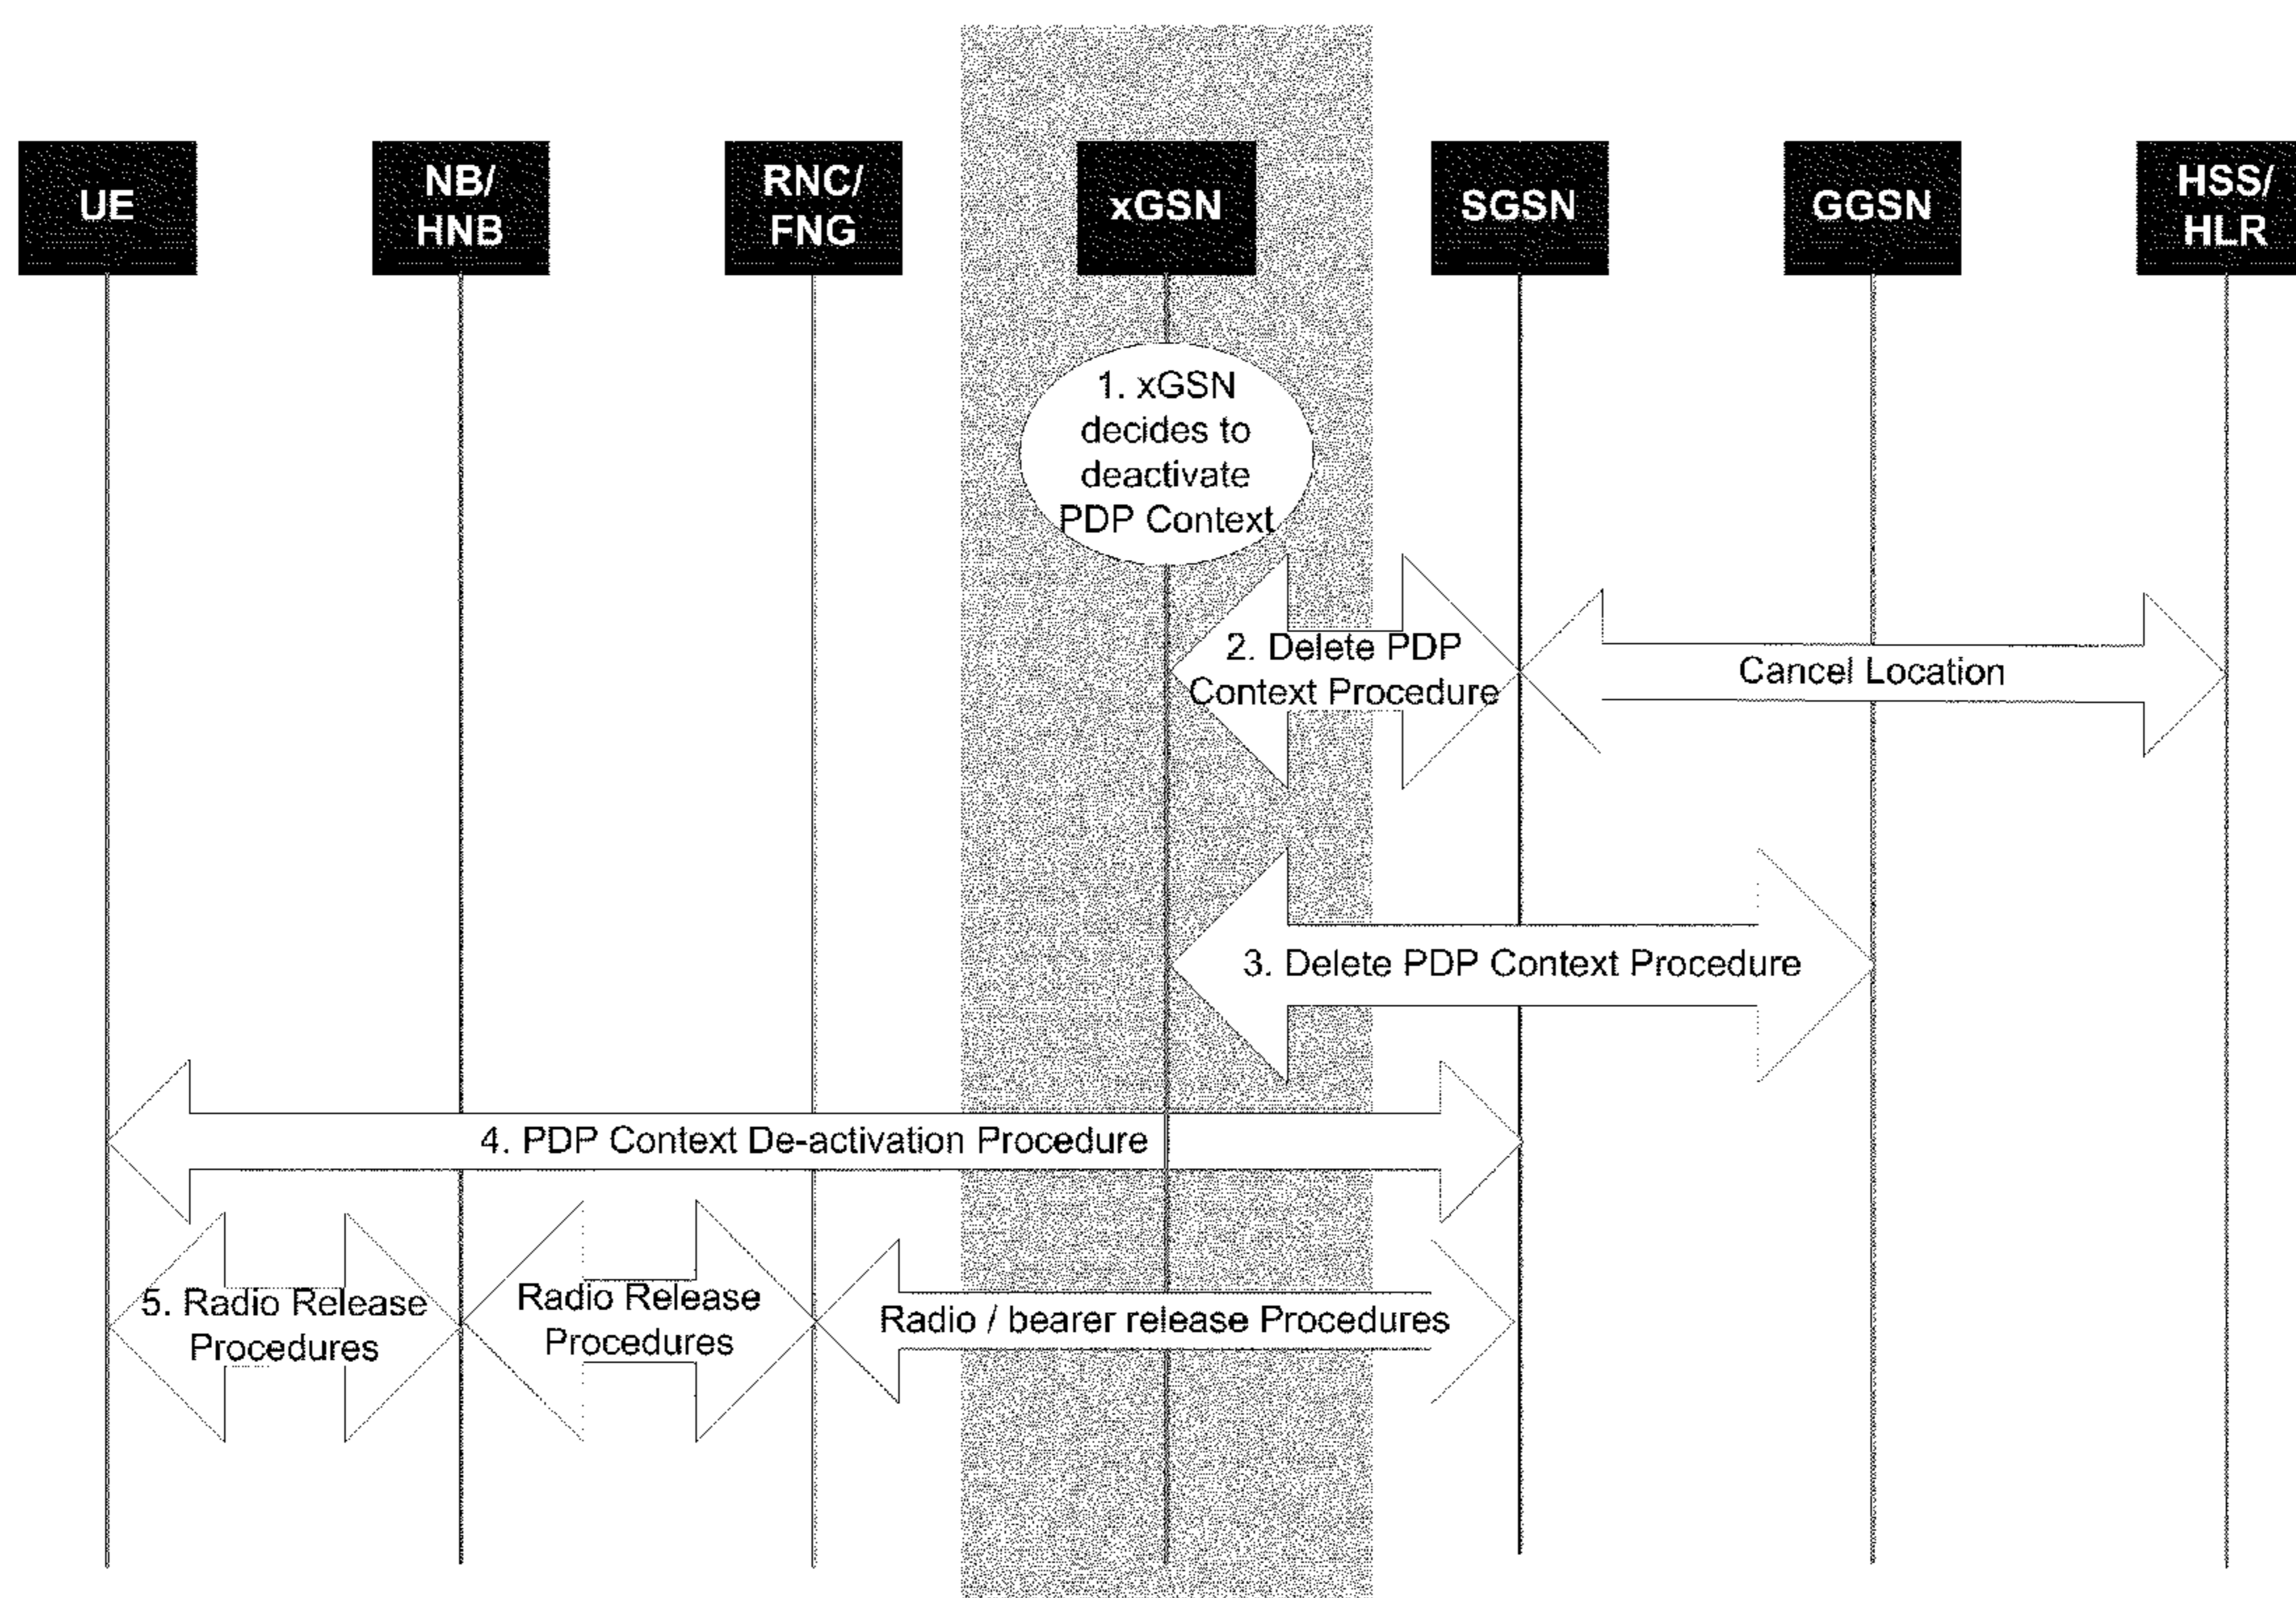 UE
NB/
HNB
RNC/
FNG
xGSN
SGSN
GGSN
HSS/
HLR
1. xGSN
decides to
deactivate
PDP Context
2. Delete PDP
Context Procedure
Cancel Location
3. Delete PDP Context Procedure
4. PDP Context De-activation Procedure
5. Radio Release
Procedures
Radio Release
Procedures
Radio / bearer release Procedures